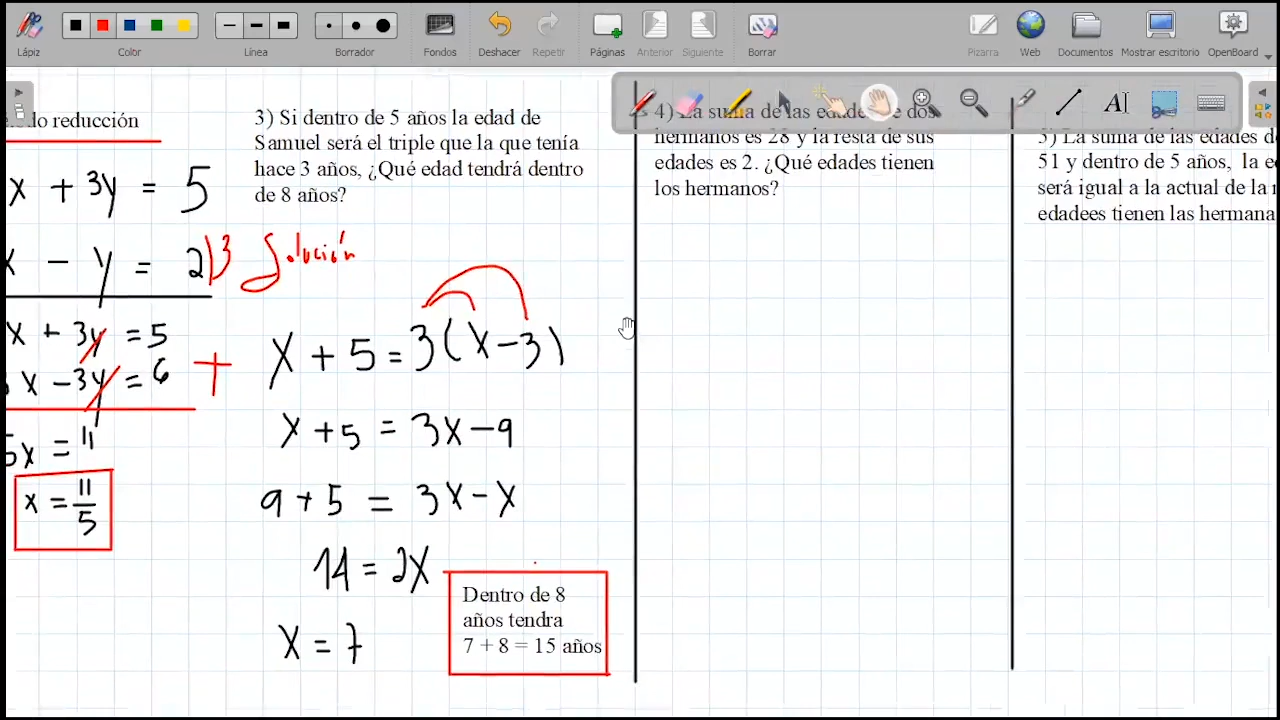 Lápiz
Color
Línea
Borrador
Fondos
Deshacer
Repetir
Páginas
Anterior
Siguiente
Borrar
Pizarra
Web
Documentos
Mostrar escritorio
OpenBoard
do reducción
x + 3y = 5
x - y = 2)3
x + 3y = 5
x - 3y = 6
+
5x = 11
x = 11/5
3) Si dentro de 5 años la edad de
Samuel será el triple que la que tenía
hace 3 años, ¿Qué edad tendrá dentro
de 8 años?
Solución
x + 5 = 3(x - 3)
x + 5 = 3x - 9
9 + 5 = 3x - x
14 = 2x
x = 7
Dentro de 8
años tendra
7 + 8 = 15 años
4) La suma de las edades de dos
hermanos es 28 y la resta de sus
edades es 2. ¿Qué edades tienen
los hermanos?
5) La suma de las edades d
51 y dentro de 5 años, la e
será igual a la actual de la
edadees tienen las hermana